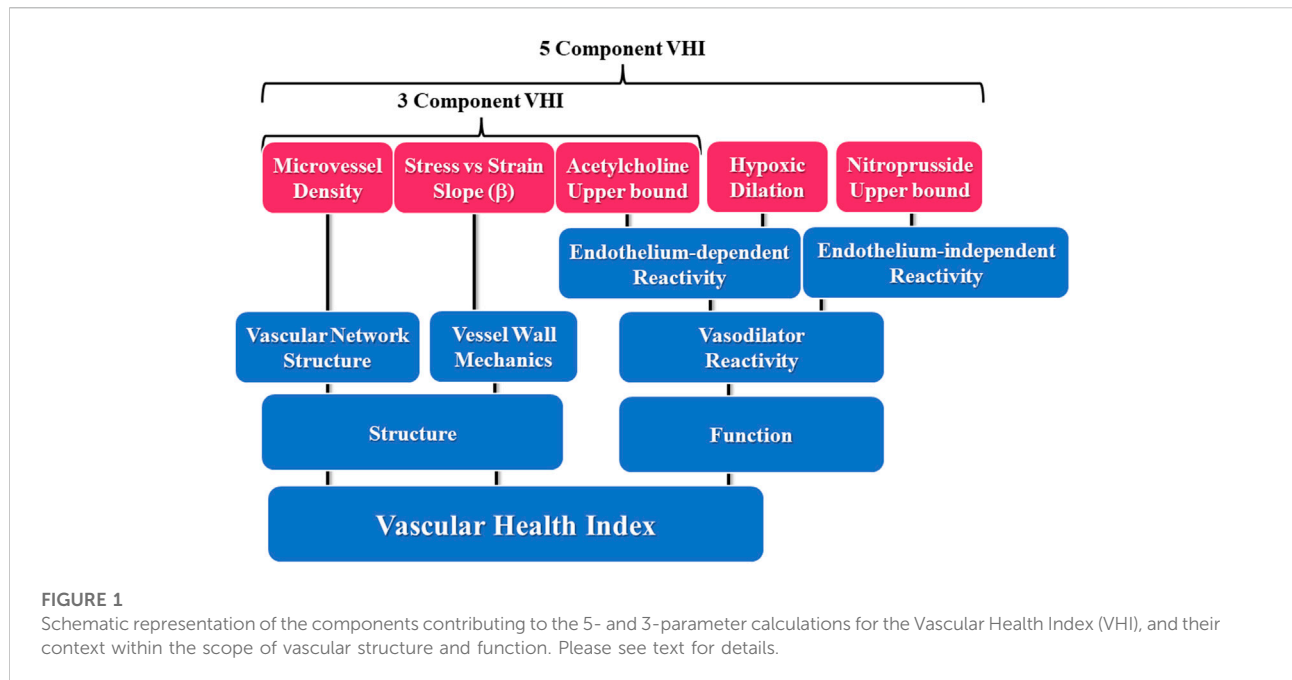 5 Component VHI
3 Component VHI
Microvessel
Density
Stress vs Strain
Slope (β)
Acetylcholine
Upper bound
Hypoxic
Dilation
Nitroprusside
Upper bound
Endothelium-dependent
Reactivity
Endothelium-independent
Reactivity
Vascular Network
Structure
Vessel Wall
Mechanics
Vasodilator
Reactivity
Structure
Function
Vascular Health Index
FIGURE 1
Schematic representation of the components contributing to the 5- and 3-parameter calculations for the Vascular Health Index (VHI), and their
context within the scope of vascular structure and function. Please see text for details.